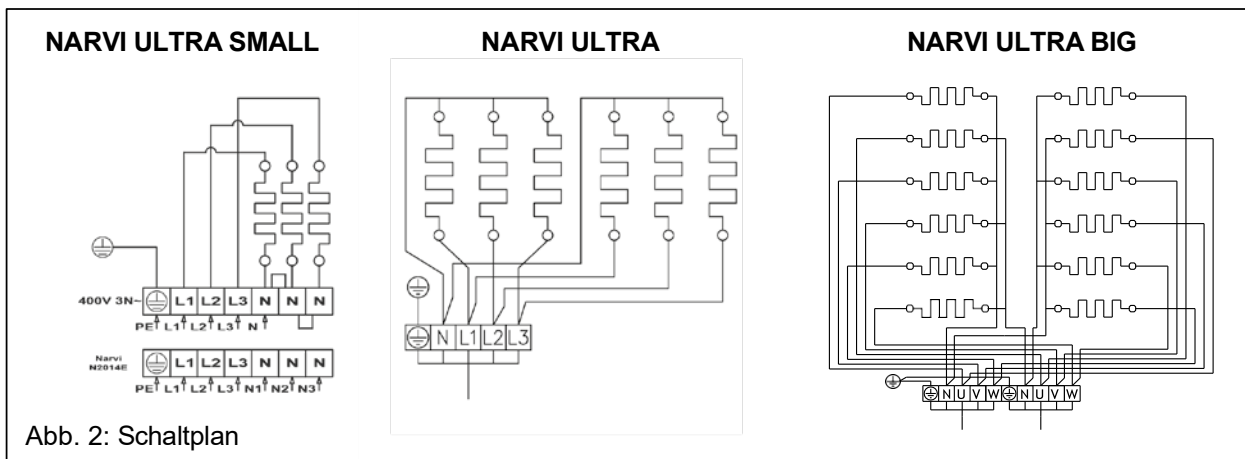 NARVI ULTRA SMALL
400V 3N~ L1 L2 L3 N N N
PE L1 L2 L3 N
Narvi
N2014E
L1 L2 L3 N N N
PE L1 L2 L3 N1 N2 N3
NARVI ULTRA
N L1 L2 L3
NARVI ULTRA BIG
N U V W N U V W
Abb. 2: Schaltplan